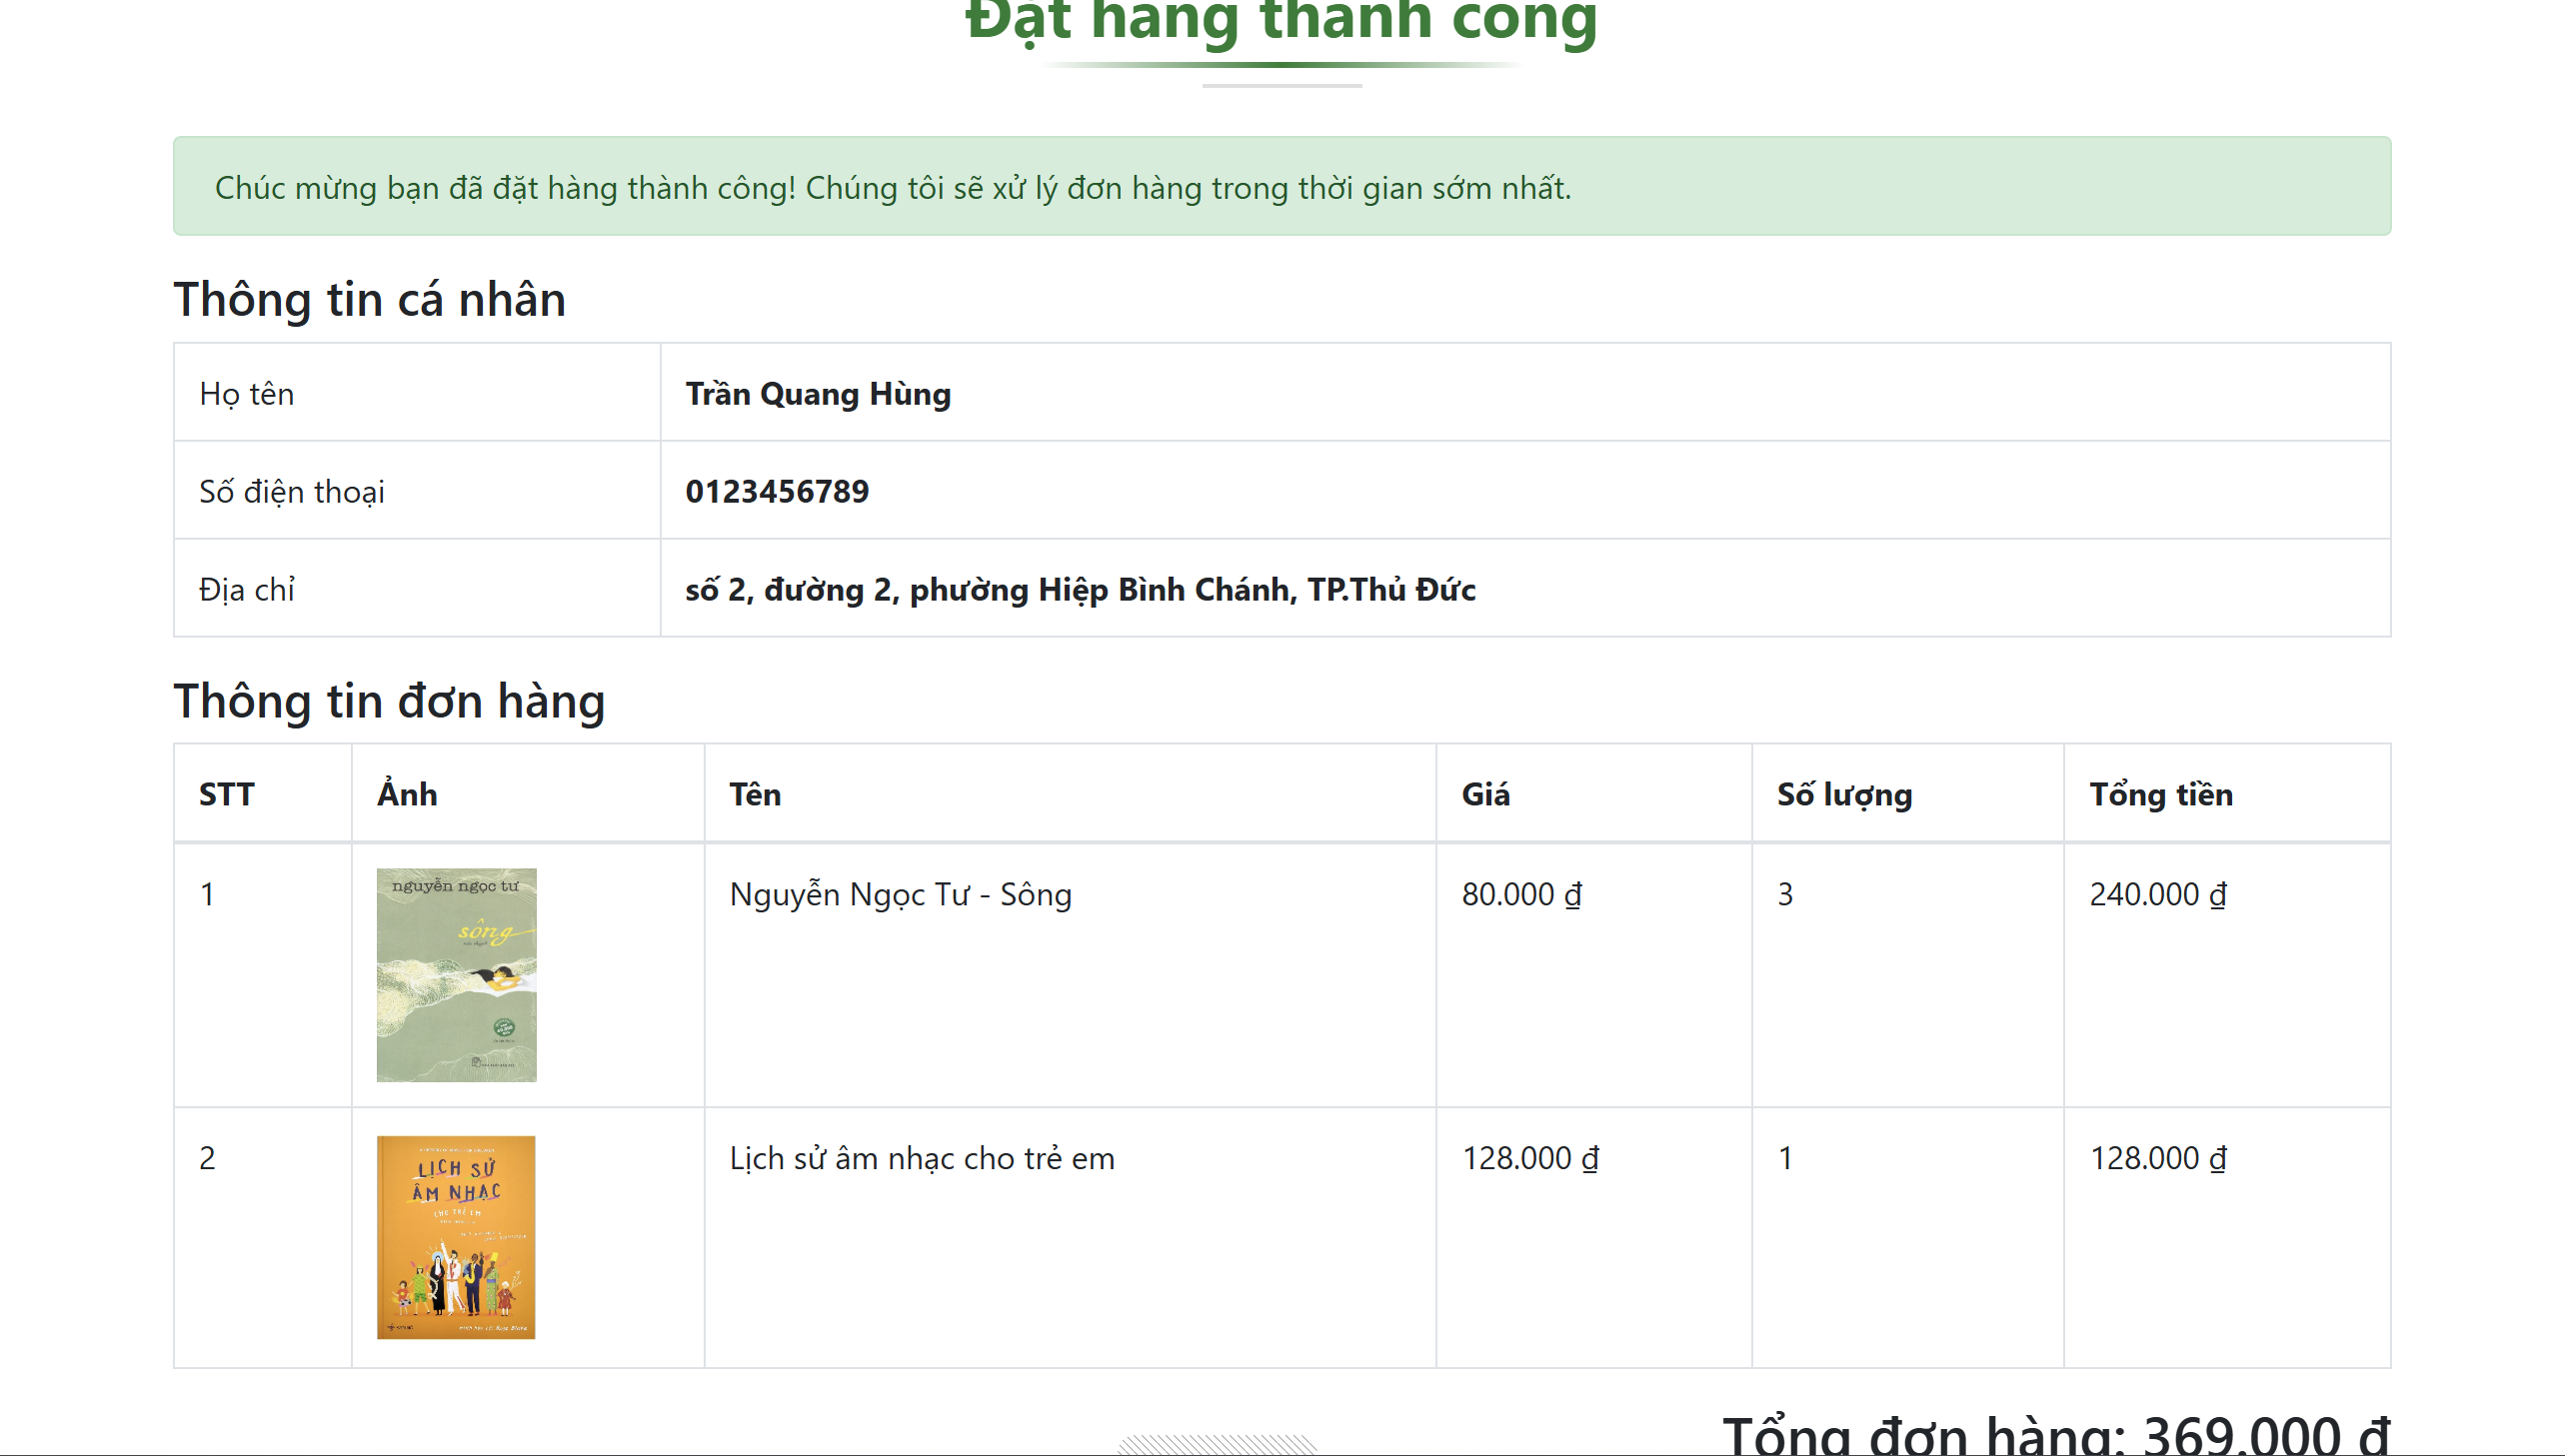 Đặt hàng thành công
Chúc mừng bạn đã đặt hàng thành công! Chúng tôi sẽ xử lý đơn hàng trong thời gian sớm nhất.
Thông tin cá nhân
Họ tên Trần Quang Hùng
Số điện thoại 0123456789
Địa chỉ số 2, đường 2, phường Hiệp Bình Chánh, TP.Thủ Đức
Thông tin đơn hàng
STT Ảnh Tên Giá Số lượng Tổng tiền
1 Nguyễn Ngọc Tư - Sông 80.000 ₫ 3 240.000 ₫
nguyễn ngọc tư
sông
2 Lịch sử âm nhạc cho trẻ em 128.000 ₫ 1 128.000 ₫
LỊCH SỬ
ÂM NHẠC
CHO TRẺ EM
Tổng đơn hàng: 369.000 ₫